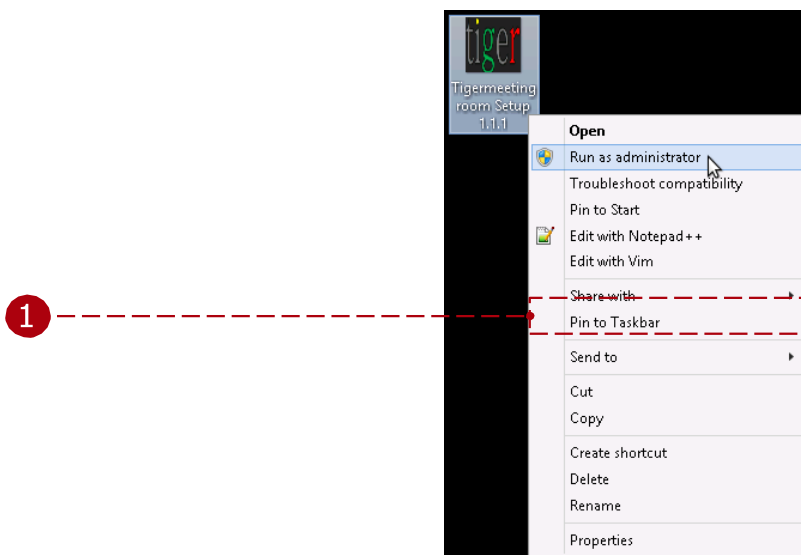 tiger
Tigermeeting
room Setup
1.1.1
Open
Run as administrator
Troubleshoot compatibility
Pin to Start
Edit with Notepad++
Edit with Vim
Share with
1
Pin to Taskbar
Send to
Cut
Copy
Create shortcut
Delete
Rename
Properties